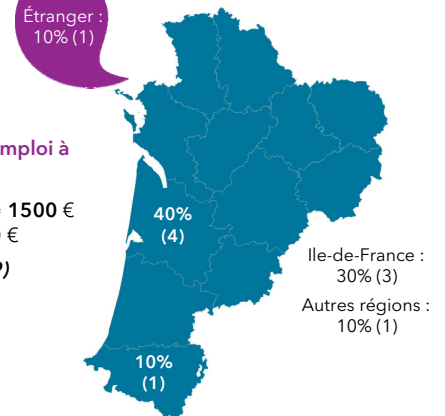 Étranger :
10% (1)
mploi à
1500 €
€
40%
(4)
Ile-de-France :
30% (3)
Autres régions :
10% (1)
10%
(1)